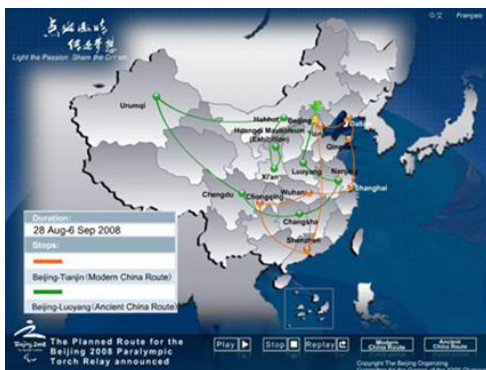 中文 Français
点燃激情
传递梦想
Light the Passion Share the Dream
Urumqi
Hohhot
Beijing
Huangdi Mausoleum
(Exhibition)
Xi'an
Luoyang
Nanjing
Shanghai
Chengdu
Chongqing
Wuhan
Changsha
Shenzhen
Duration:
28 Aug-6 Sep 2008
Stops:
Beijing-Tianjin(Modern China Route)
Beijing-Luoyang(Ancient China Route)
Beijing 2008
The Planned Route for the
Beijing 2008 Paralympic
Torch Relay announced
Play
Stop
Replay
Modern
China Route
Ancient
China Route
Copyright The Beijing Organizing